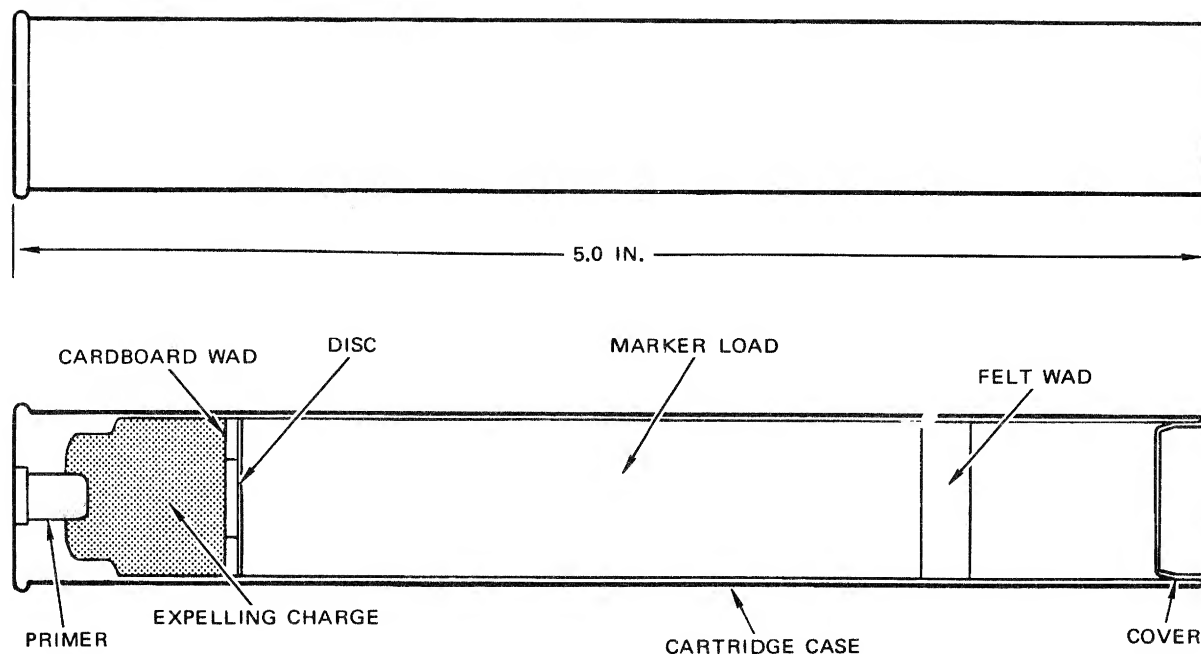 5.0 IN.
CARDBOARD WAD
DISC
MARKER LOAD
FELT WAD
PRIMER
EXPELLING CHARGE
CARTRIDGE CASE
COVER